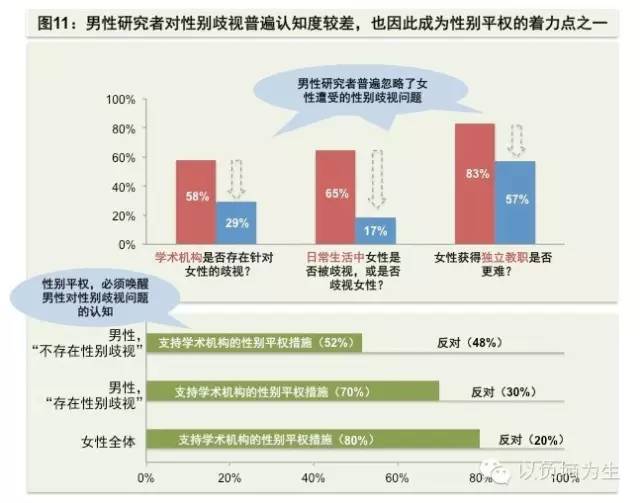 图11：男性研究者对性别歧视普遍认知度较差，也因此成为性别平权的着力点之一
男性研究者普遍忽略了女
性遭受的性别歧视问题
100%
80%
60%
40%
20%
0%
58%
29%
65%
17%
83%
57%
学术机构是否存在针对
女性的歧视？
日常生活中女性是
否被歧视，或是否
歧视女性？
女性获得独立教职是否
更难？
性别平权，必须唤醒
男性对性别歧视问题
的认知
男性，
“不存在性别歧视”
支持学术机构的性别平权措施（52%）
反对（48%）
男性，
“存在性别歧视”
支持学术机构的性别平权措施（70%）
反对（30%）
女性全体
支持学术机构的性别平权措施（80%）
反对（20%）
0%
20%
40%
60%
80%
100%
以负捕为生